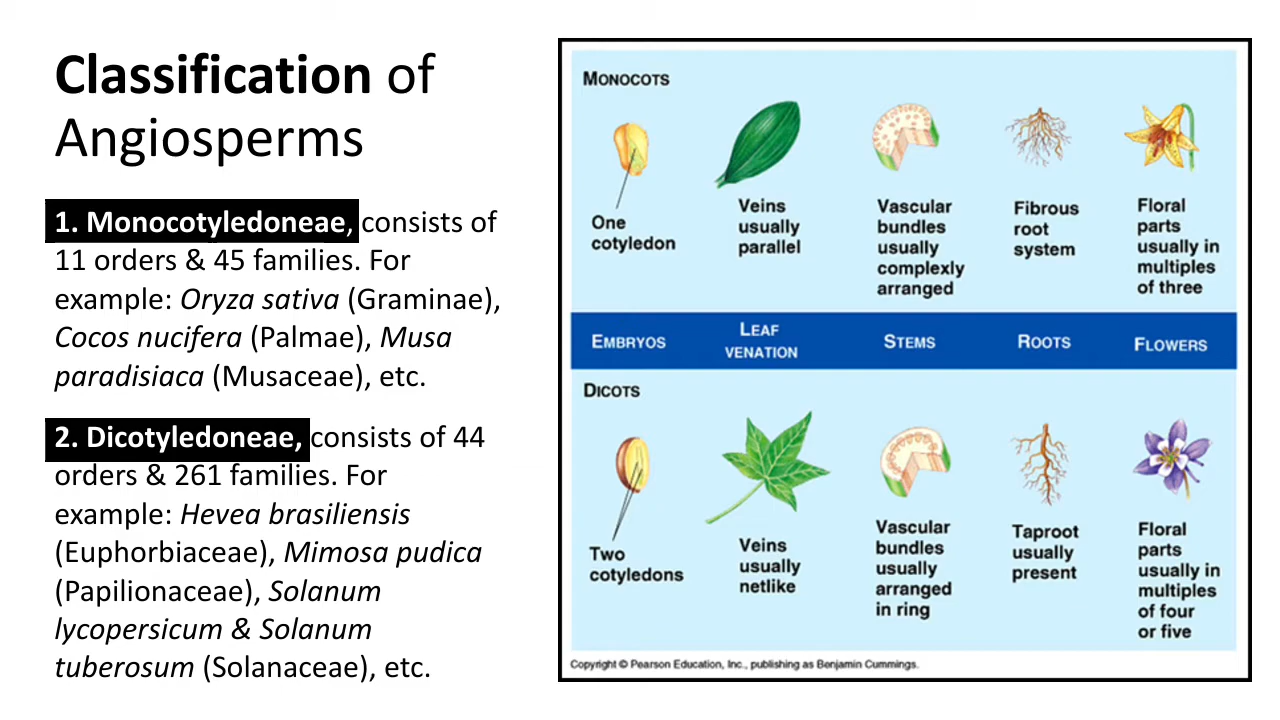 Classification of
Angiosperms
1. Monocotyledoneae, consists of
11 orders & 45 families. For
example: Oryza sativa (Graminae),
Cocos nucifera (Palmae), Musa
paradisiaca (Musaceae), etc.
2. Dicotyledoneae, consists of 44
orders & 261 families. For
example: Hevea brasiliensis
(Euphorbiaceae), Mimosa pudica
(Papilionaceae), Solanum
lycopersicum & Solanum
tuberosum (Solanaceae), etc.
MONOCOTS
One
cotyledon
Veins
usually
parallel
Vascular
bundles
usually
complexly
arranged
Fibrous
root
system
Floral
parts
usually in
multiples
of three
EMBRYOS
LEAF
VENATION
STEMS
ROOTS
FLOWERS
DICOTS
Two
cotyledons
Veins
usually
netlike
Vascular
bundles
usually
arranged
in ring
Taproot
usually
present
Floral
parts
usually in
multiples
of four
or five
Copyright © Pearson Education, Inc., publishing as Benjamin Cummings.